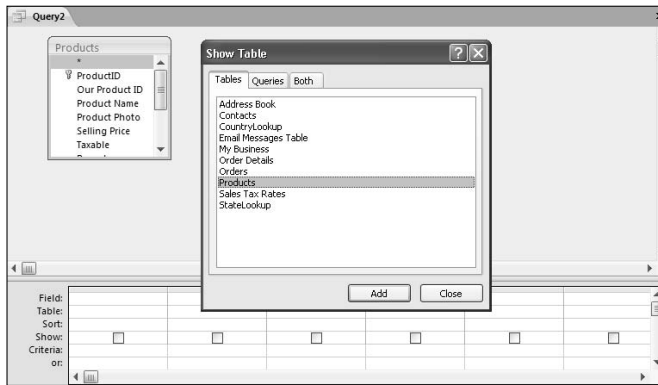 Query2
Products
*
ProductID
Our Product ID
Product Name
Product Photo
Selling Price
Taxable
Show Table
Tables
Queries
Both
Address Book
Contacts
CountryLookup
Email Messages Table
My Business
Order Details
Orders
Products
Sales Tax Rates
StateLookup
Add
Close
Field:
Table:
Sort:
Show:
Criteria:
or: